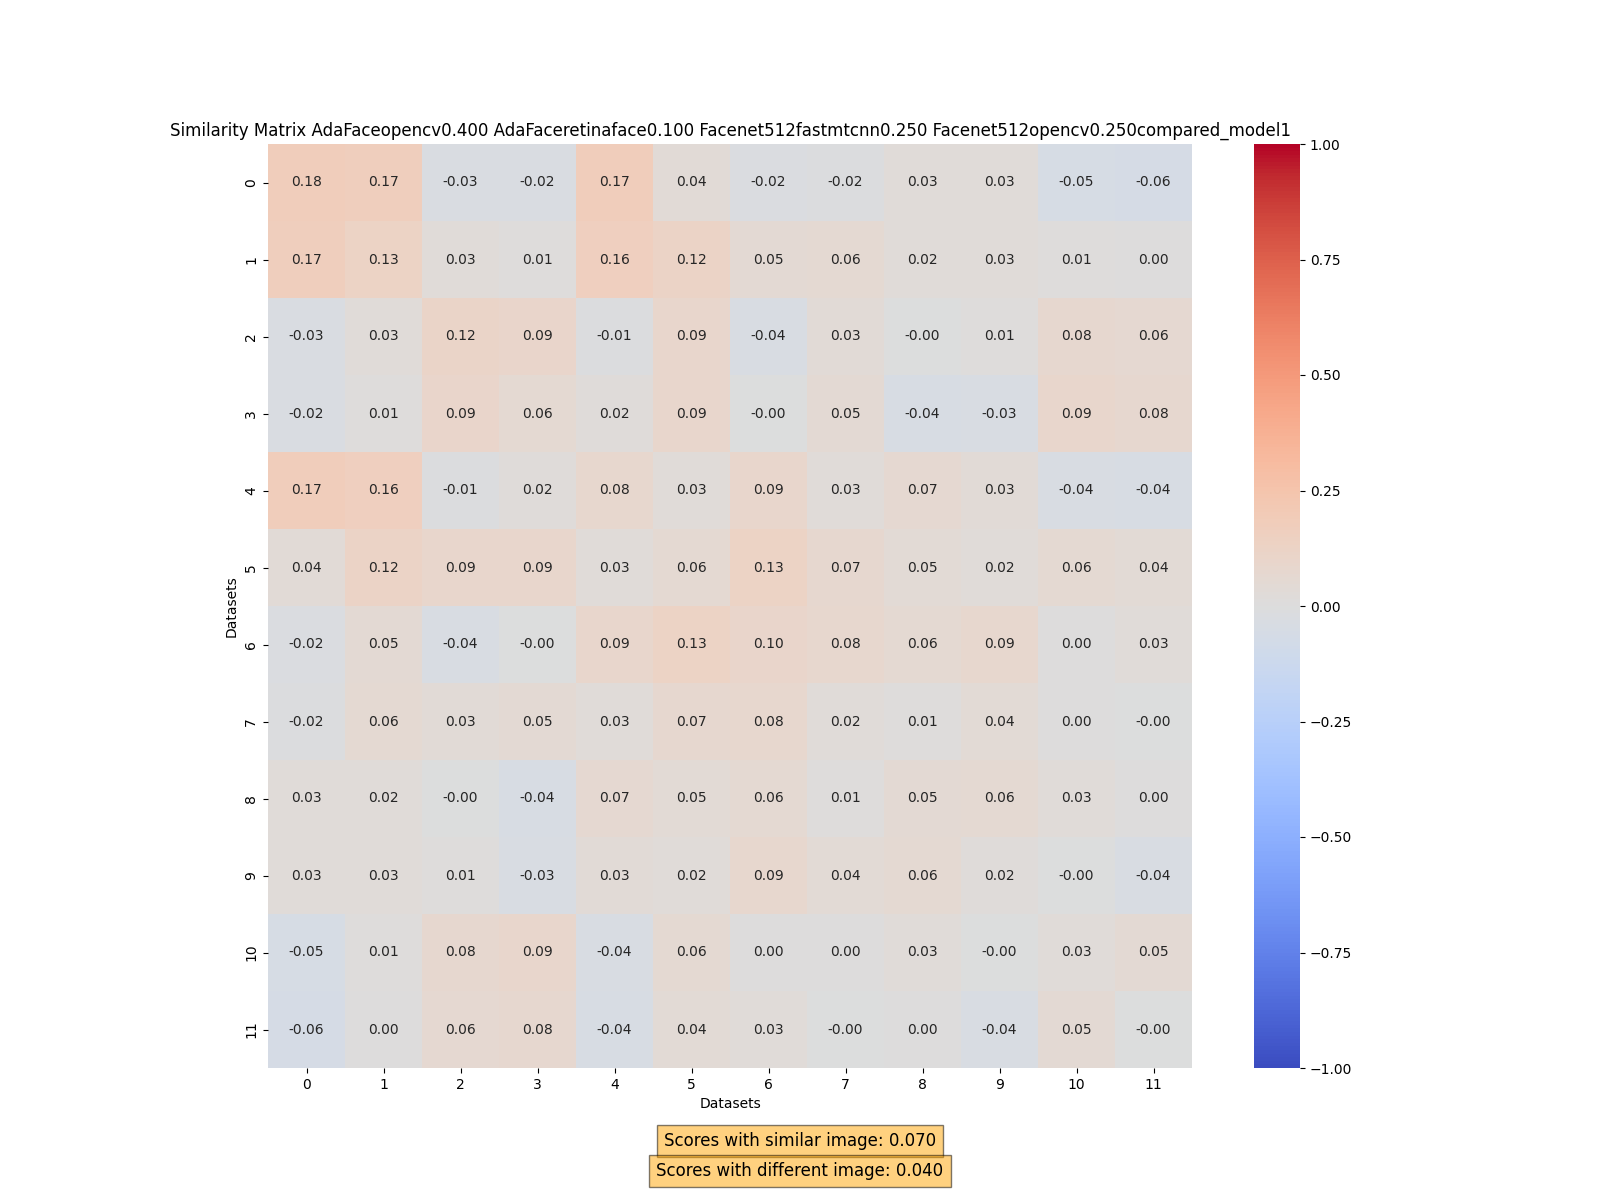 Similarity Matrix AdaFaceopencv0.400 AdaFaceretinaface0.100 Facenet512fastmtcnn0.250 Facenet512opencv0.250compared_model1
0 0.18 0.17 -0.03 -0.02 0.17 0.04 -0.02 -0.02 0.03 0.03 -0.05 -0.06
1 0.17 0.13 0.03 0.01 0.16 0.12 0.05 0.06 0.02 0.03 0.01 0.00
2 -0.03 0.03 0.12 0.09 -0.01 0.09 -0.04 0.03 -0.00 0.01 0.08 0.06
3 -0.02 0.01 0.09 0.06 0.02 0.09 -0.00 0.05 -0.04 -0.03 0.09 0.08
4 0.17 0.16 -0.01 0.02 0.08 0.03 0.09 0.03 0.07 0.03 -0.04 -0.04
5 0.04 0.12 0.09 0.09 0.03 0.06 0.13 0.07 0.05 0.02 0.06 0.04
Datasets
6 -0.02 0.05 -0.04 -0.00 0.09 0.13 0.10 0.08 0.06 0.09 0.00 0.03
7 -0.02 0.06 0.03 0.05 0.03 0.07 0.08 0.02 0.01 0.04 0.00 -0.00
8 0.03 0.02 -0.00 -0.04 0.07 0.05 0.06 0.01 0.05 0.06 0.03 0.00
9 0.03 0.03 0.01 -0.03 0.03 0.02 0.09 0.04 0.06 0.02 -0.00 -0.04
10 -0.05 0.01 0.08 0.09 -0.04 0.06 0.00 0.00 0.03 -0.00 0.03 0.05
11 -0.06 0.00 0.06 0.08 -0.04 0.04 0.03 -0.00 0.00 -0.04 0.05 -0.00
0 1 2 3 4 5 6 7 8 9 10 11
Datasets
1.00
0.75
0.50
0.25
0.00
−0.25
−0.50
−0.75
−1.00
Scores with similar image: 0.070
Scores with different image: 0.040